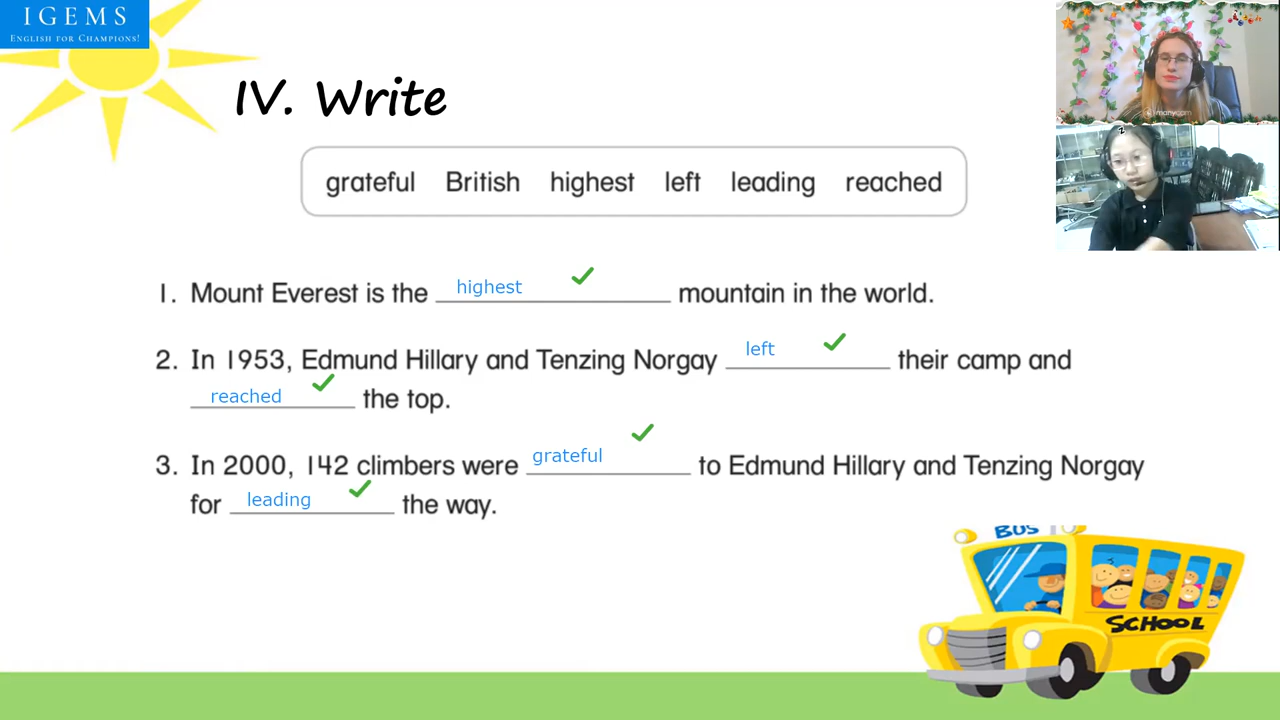 IGEMS
ENGLISH FOR CHAMPIONS!
IV. Write
grateful British highest left leading reached
1. Mount Everest is the highest mountain in the world.
2. In 1953, Edmund Hillary and Tenzing Norgay left their camp and
reached the top.
3. In 2000, 142 climbers were grateful to Edmund Hillary and Tenzing Norgay
for leading the way.
BUS
SCHOOL
manycam